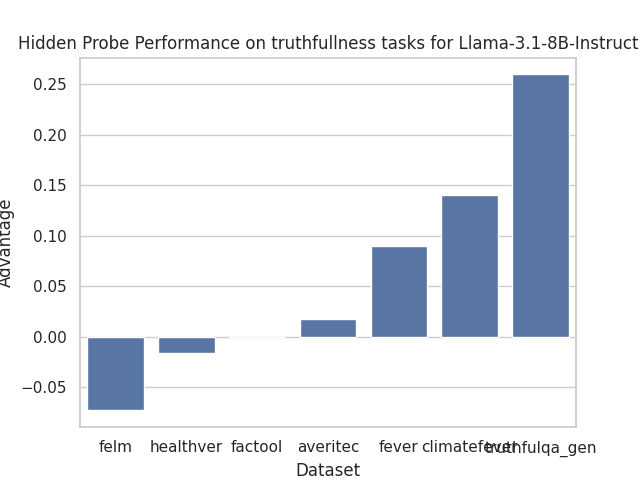 Hidden Probe Performance on truthfullness tasks for Llama-3.1-8B-Instruct
0.25
0.20
0.15
0.10
0.05
0.00
−0.05
Advantage
felm healthver factool averitec fever climatefever truthfulqa_gen
Dataset